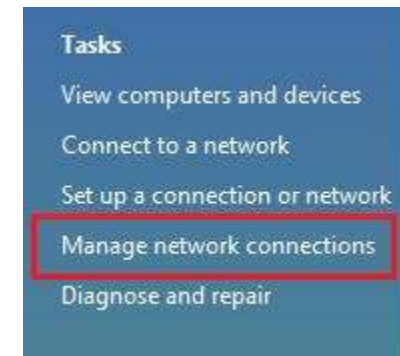 Tasks
View computers and devices
Connect to a network
Set up a connection or network
Manage network connections
Diagnose and repair